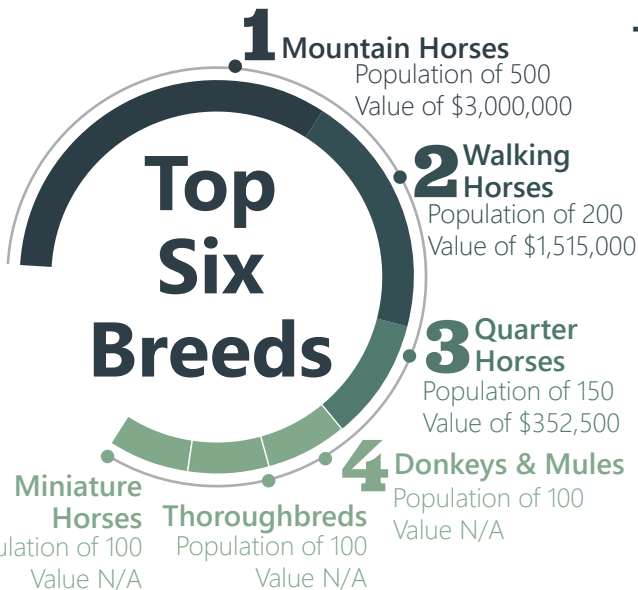 1 Mountain Horses
Population of 500
Value of $3,000,000
Top
Six
Breeds
2 Walking
Horses
Population of 200
Value of $1,515,000
3 Quarter
Horses
Population of 150
Value of $352,500
4 Donkeys & Mules
Population of 100
Value N/A
Thoroughbreds
Population of 100
Value N/A
Miniature
Horses
of 100
Value N/A